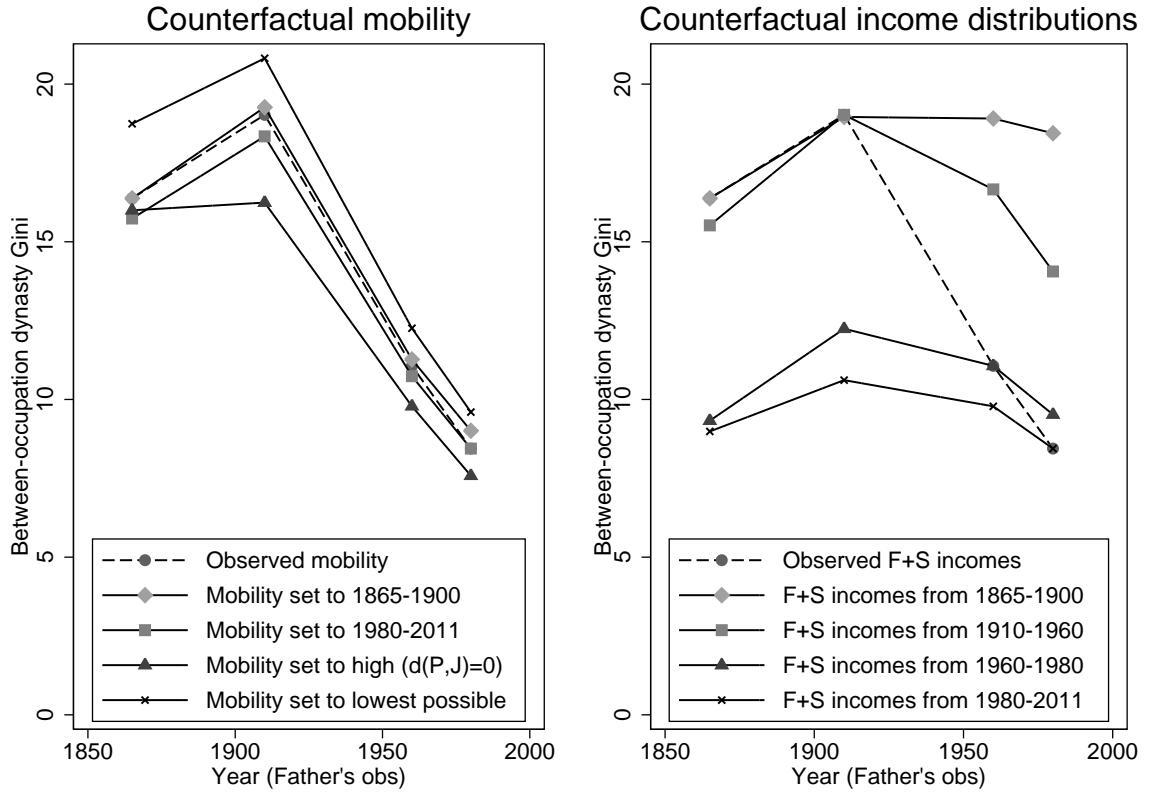 Counterfactual mobility
Between-occupation dynasty Gini
20
15
10
5
0
Observed mobility
Mobility set to 1865-1900
Mobility set to 1980-2011
Mobility set to high (d(P,J)=0)
Mobility set to lowest possible
1850 1900 1950 2000
Year (Father's obs)
Counterfactual income distributions
Between-occupation dynasty Gini
20
15
10
5
0
Observed F+S incomes
F+S incomes from 1865-1900
F+S incomes from 1910-1960
F+S incomes from 1960-1980
F+S incomes from 1980-2011
1850 1900 1950 2000
Year (Father's obs)